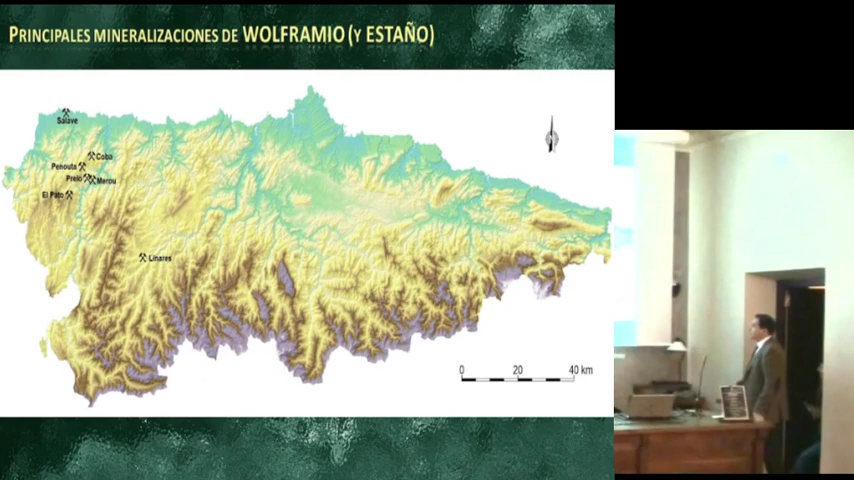 PRINCIPALES MINERALIZACIONES DE WOLFRAMIO (Y ESTAÑO)
Salave
Coba
Penouta
Prelo
Merou
El Pato
Linares
0 20 40 km